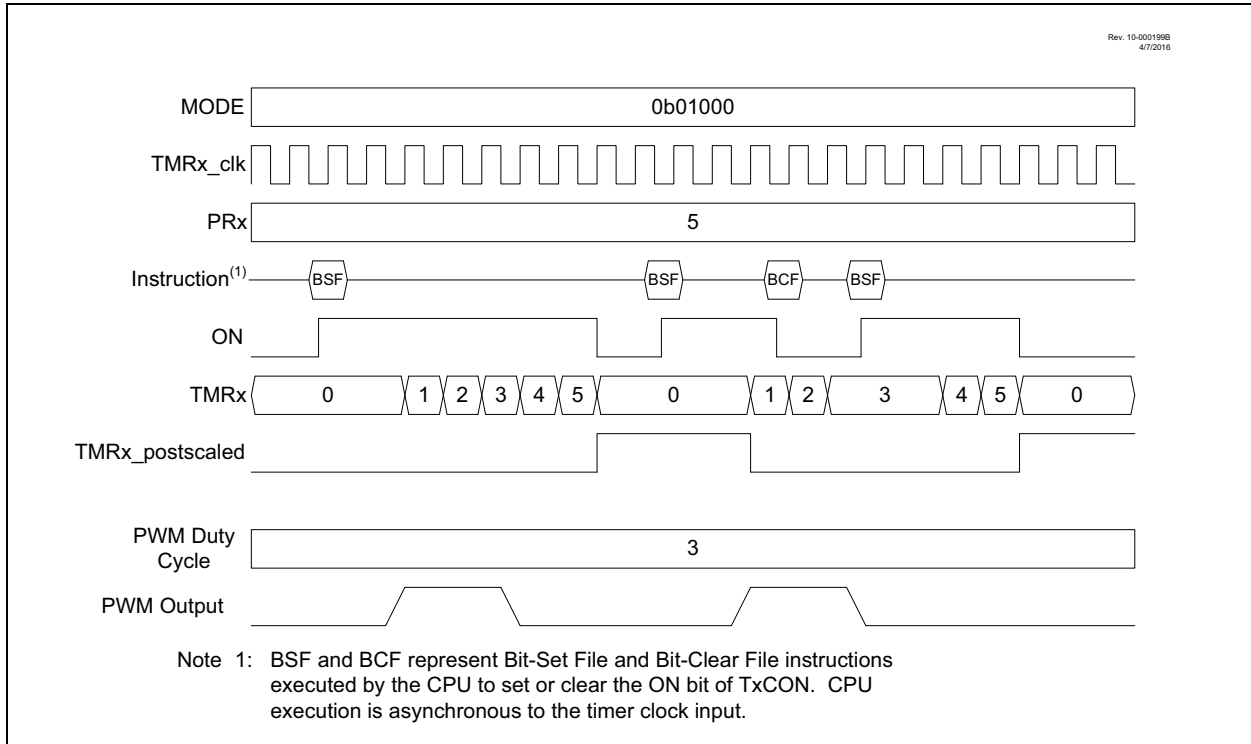 Rev. 10-000199B
4/7/2016
MODE 0b01000
TMRx_clk
PRx 5
Instruction(1) BSF BSF BCF BSF
ON
TMRx 0 1 2 3 4 5 0 1 2 3 4 5 0
TMRx_postscaled
PWM Duty
Cycle 3
PWM Output
Note 1: BSF and BCF represent Bit-Set File and Bit-Clear File instructions
executed by the CPU to set or clear the ON bit of TxCON. CPU
execution is asynchronous to the timer clock input.